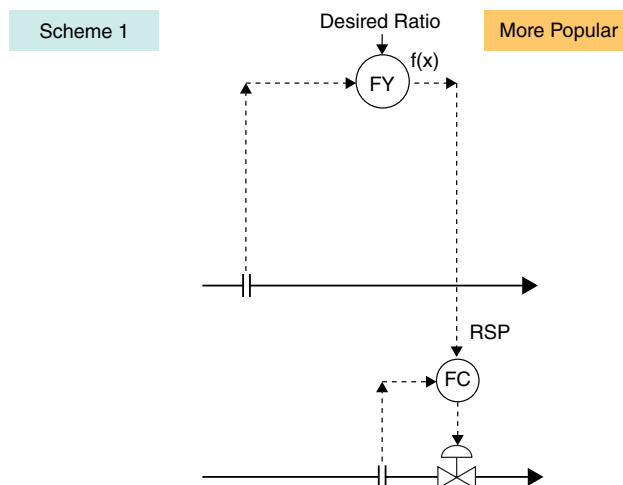 Scheme 1
Desired Ratio
More Popular
f(x)
FY
RSP
FC